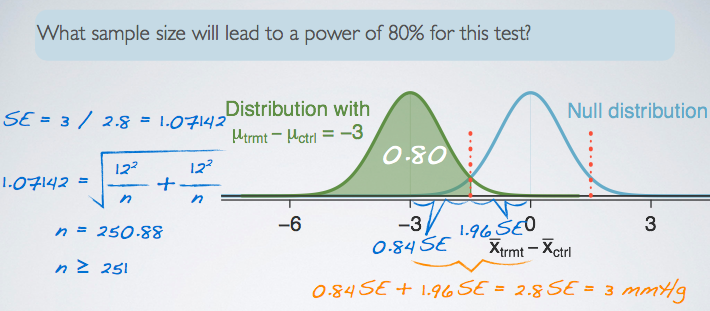 What sample size will lead to a power of 80% for this test?
SE = 3 / 2.8 = 1.07142
1.07142 = √ 12²/n + 12²/n
n = 250.88
n ≥ 251
Distribution with
μtrmt − μctrl = −3
Null distribution
0.80
−6 −3 0 3
0.84 SE 1.96 SE
x̄trmt − x̄ctrl
0.84 SE + 1.96 SE = 2.8 SE = 3 mmHg